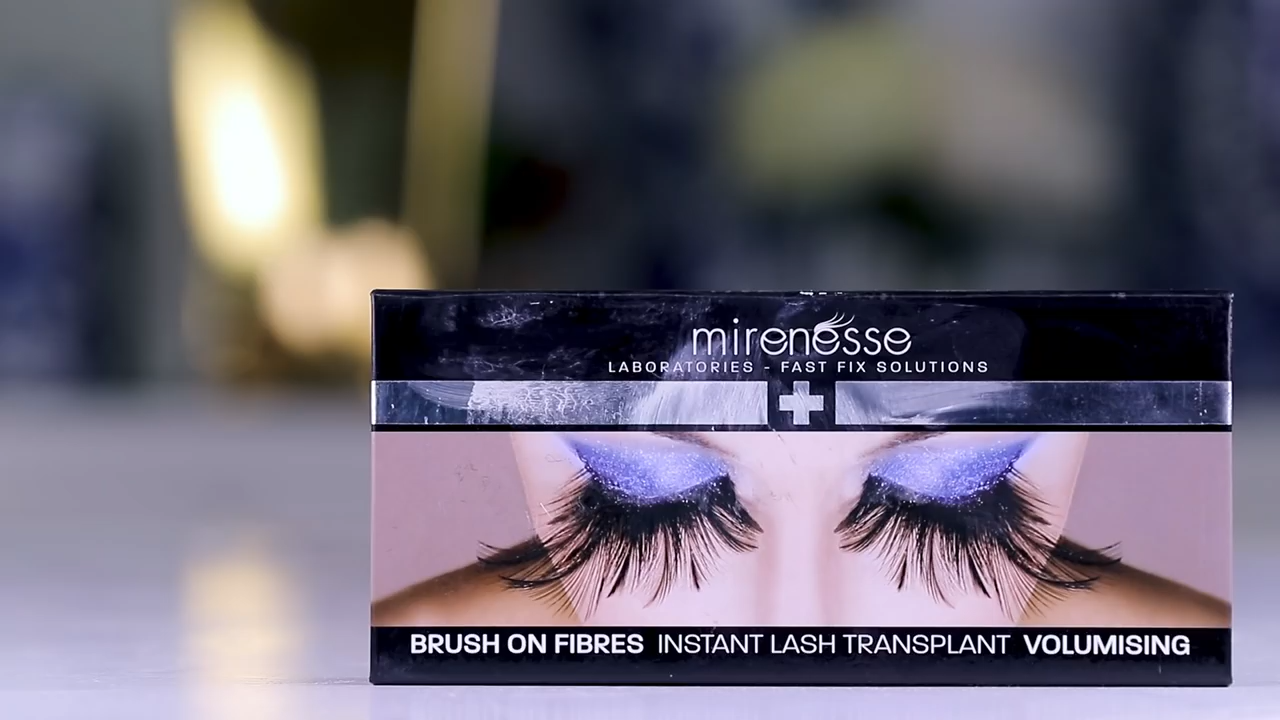 mirenesse
LABORATORIES - FAST FIX SOLUTIONS
BRUSH ON FIBRES INSTANT LASH TRANSPLANT VOLUMISING